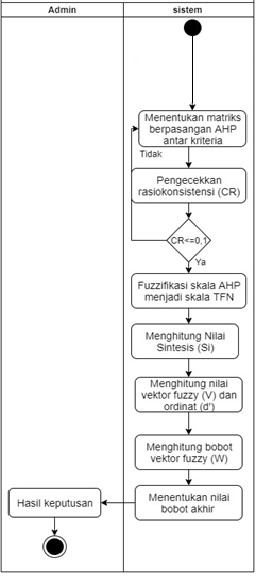 Admin
sistem
Menentukan matriks
berpasangan AHP
antar kriteria
Tidak
Pengecekkan
rasiokonsistensii (CR)
CR<=0,1
Ya
Fuzzifikasi skala AHP
menjadi skala TFN
Menghitung Nilai
Sintesis (Si)
Menghitung nilai
vektor fuzzy (V) dan
ordinat (d')
Menghitung bobot
vektor fuzzy (W)
Menentukan nilai
bobot akhir
Hasil keputusan